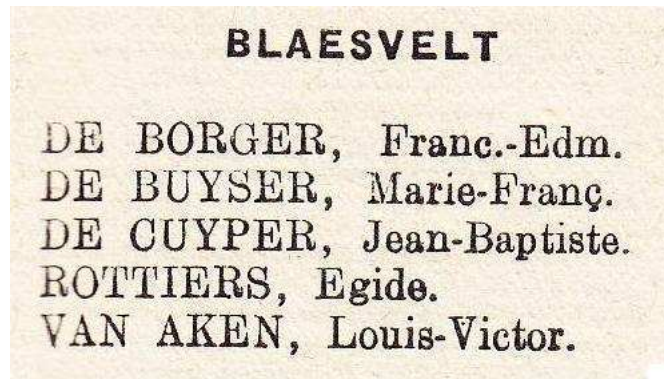 BLAESVELT
DE BORGER, Franc.-Edm.
DE BUYSER, Marie-Franç.
DE CUYPER, Jean-Baptiste.
ROTTIERS, Egide.
VAN AKEN, Louis-Victor.